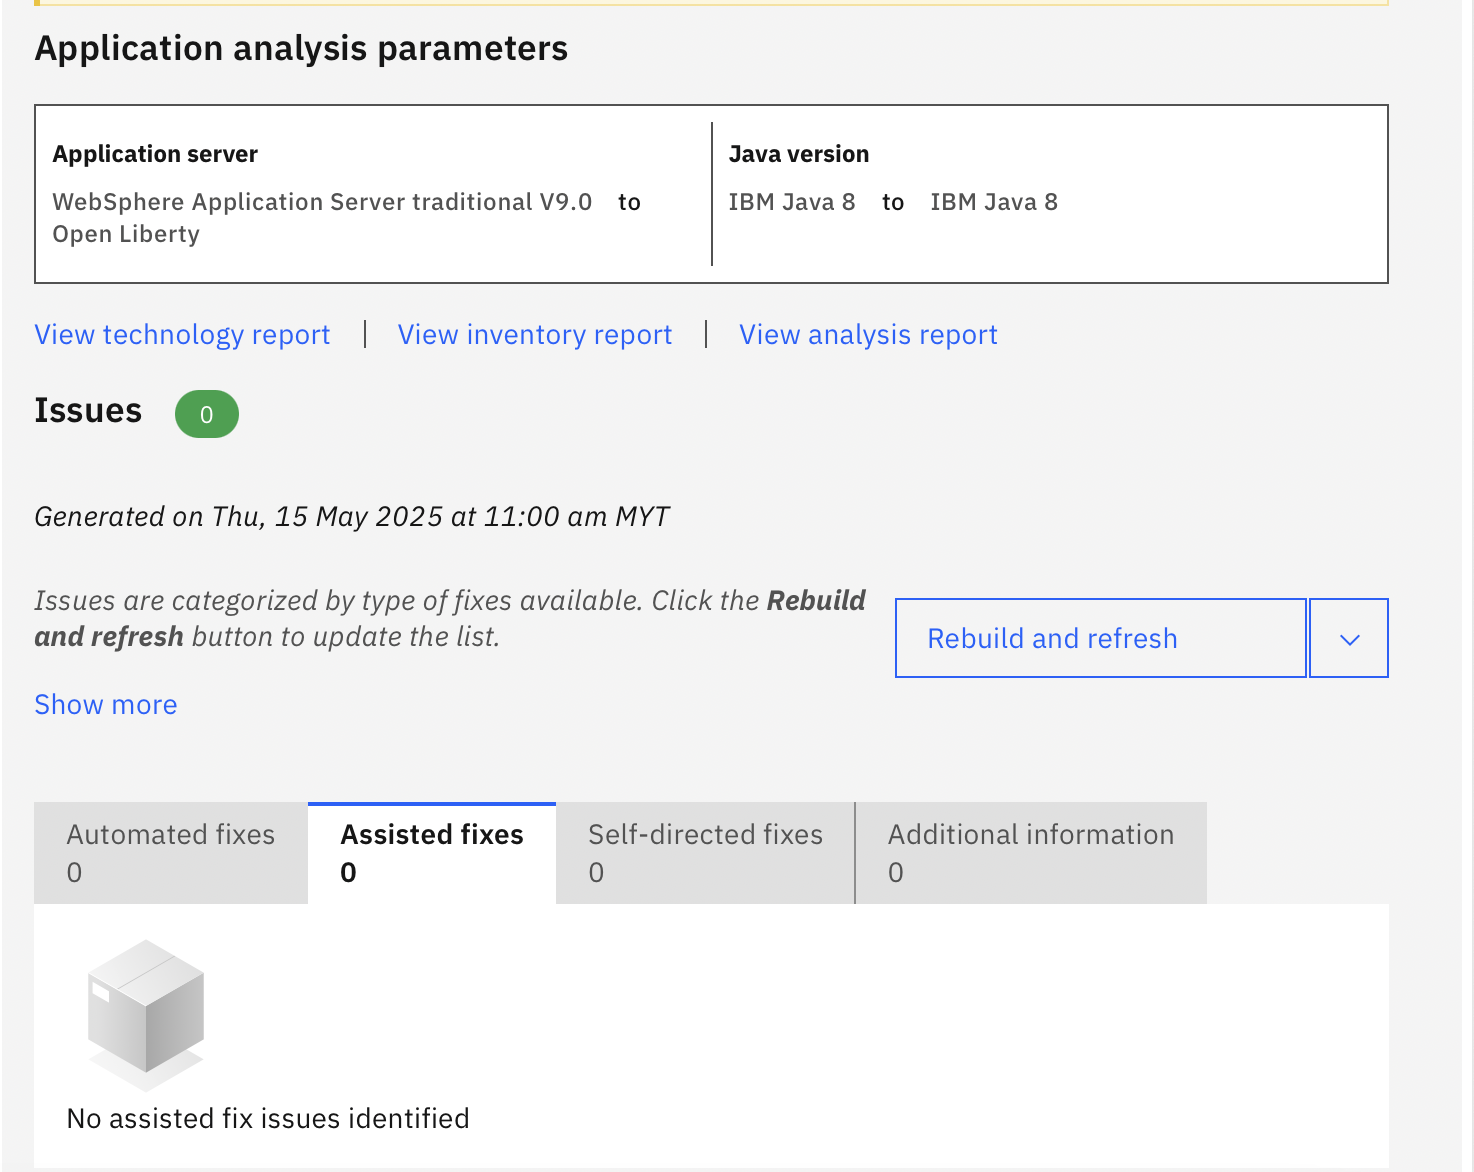 Application analysis parameters
Application server
WebSphere Application Server traditional V9.0 to
Open Liberty
Java version
IBM Java 8 to IBM Java 8
View technology report | View inventory report | View analysis report
Issues 0
Generated on Thu, 15 May 2025 at 11:00 am MYT
Issues are categorized by type of fixes available. Click the Rebuild
and refresh button to update the list.
Rebuild and refresh
Show more
Automated fixes
0
Assisted fixes
0
Self-directed fixes
0
Additional information
0
No assisted fix issues identified